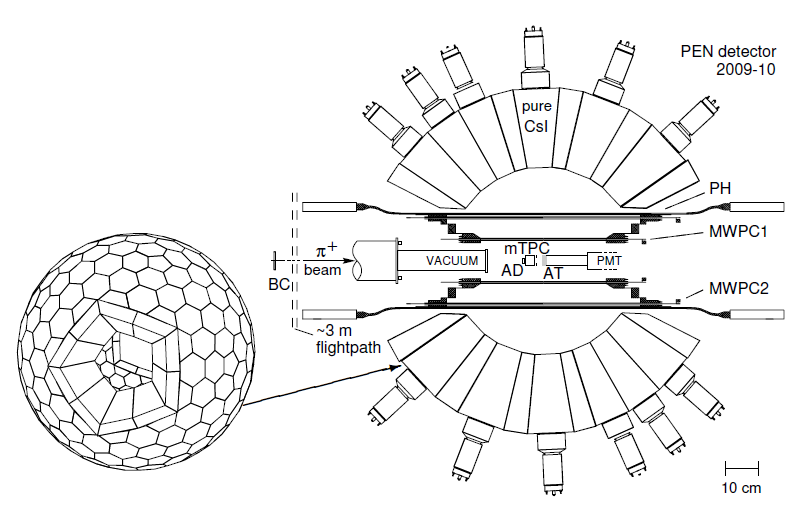 PEN detector
2009-10
pure
CsI
PH
MWPC1
π+
beam
BC
VACUUM
mTPC
AD
AT
PMT
MWPC2
~3 m
flightpath
10 cm